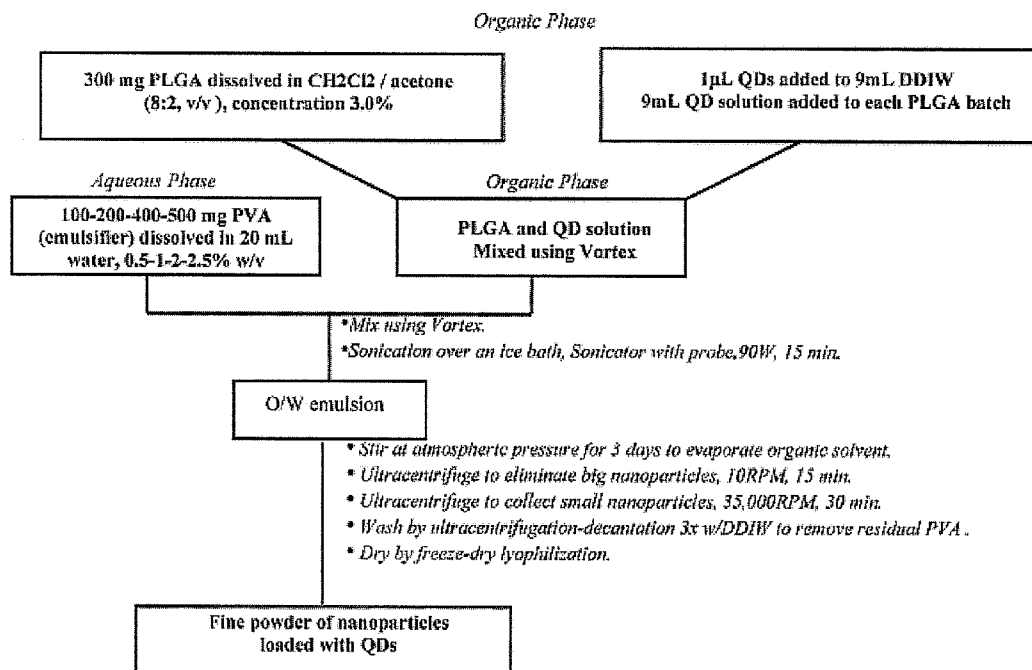 Organic Phase
300 mg PLGA dissolved in CH2Cl2 / acetone
(8:2, v/v ), concentration 3.0%
1µL QDs added to 9mL DDIW
9mL QD solution added to each PLGA batch
Aqueous Phase
Organic Phase
100-200-400-500 mg PVA
(emulsifier) dissolved in 20 mL
water, 0.5-1-2-2.5% w/v
PLGA and QD solution
Mixed using Vortex
*Mix using Vortex.
*Sonication over an ice bath, Sonicator with probe,90W, 15 min.
O/W emulsion
* Stir at atmospheric pressure for 3 days to evaporate organic solvent.
* Ultracentrifuge to eliminate big nanoparticles, 10RPM, 15 min.
* Ultracentrifuge to collect small nanoparticles, 35,000RPM, 30 min.
* Wash by ultracentrifugation-decantation 3x w/DDIW to remove residual PVA .
* Dry by freeze-dry lyophilization.
Fine powder of nanoparticles
loaded with QDs